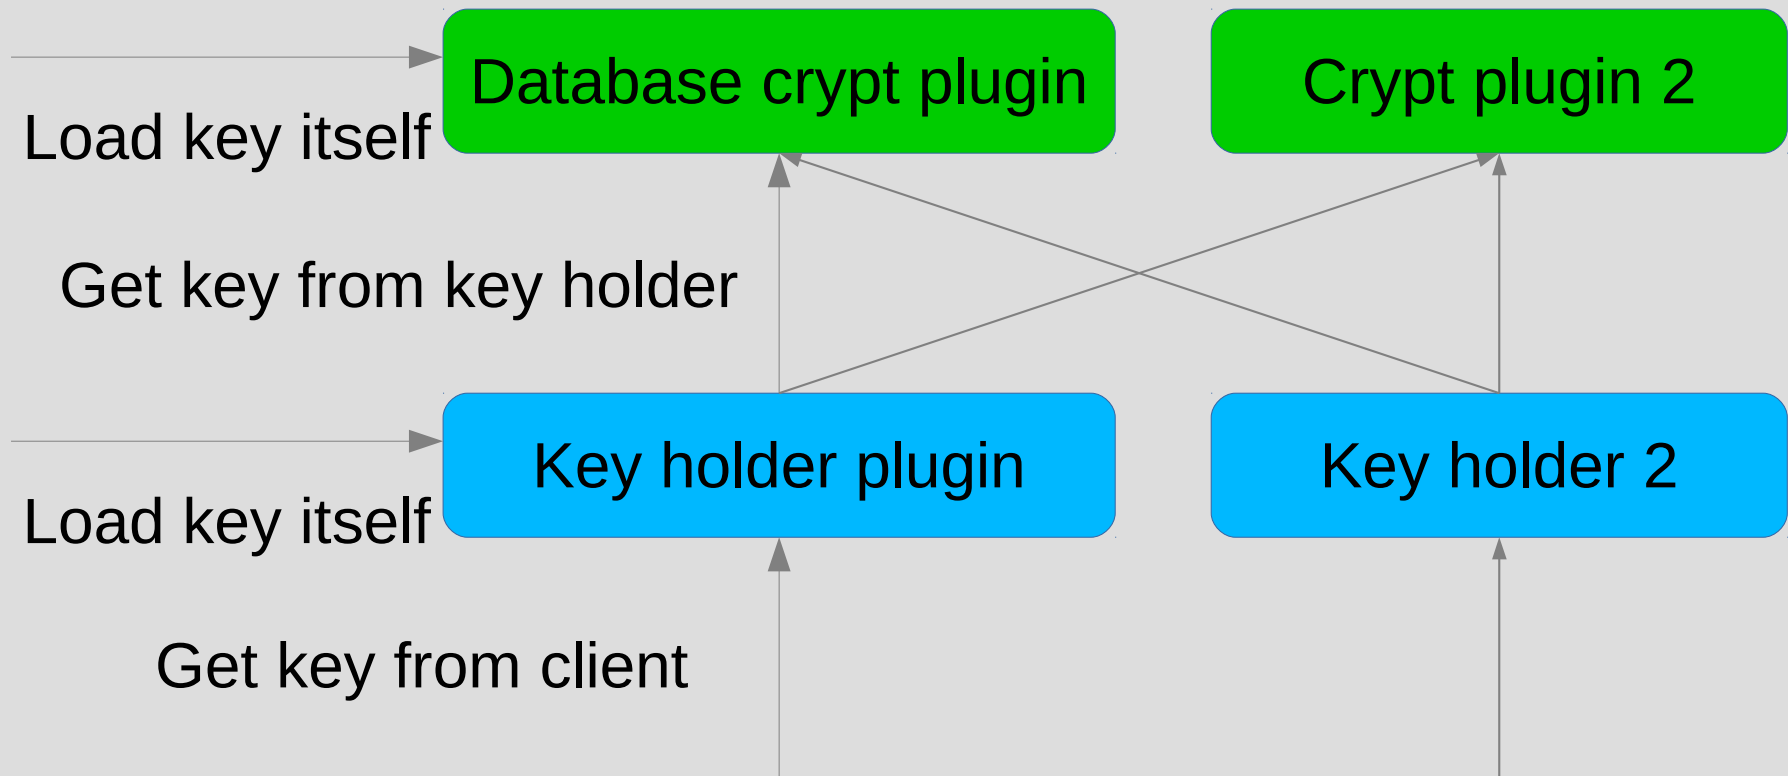 Database crypt plugin
Crypt plugin 2
Load key itself
Get key from key holder
Key holder plugin
Key holder 2
Load key itself
Get key from client